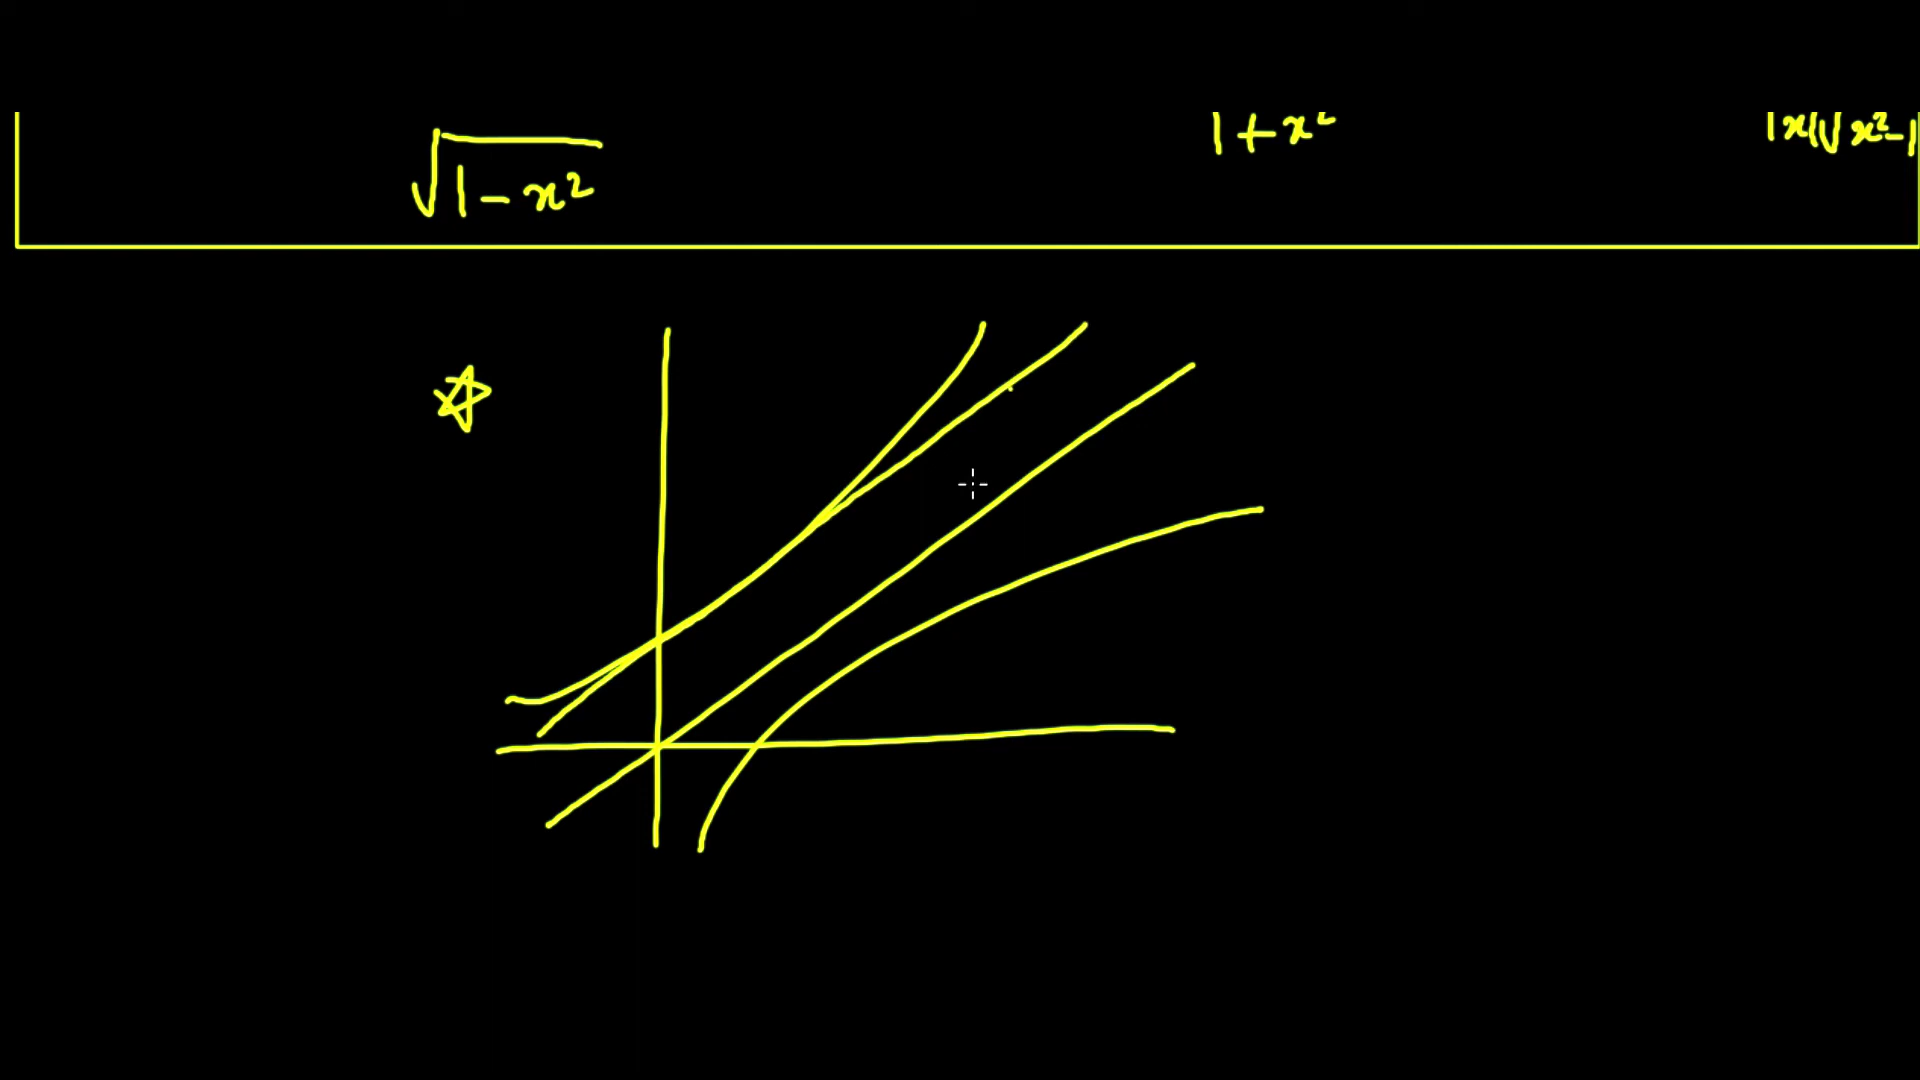 1 + x² |x|√x²-1
√1-x²